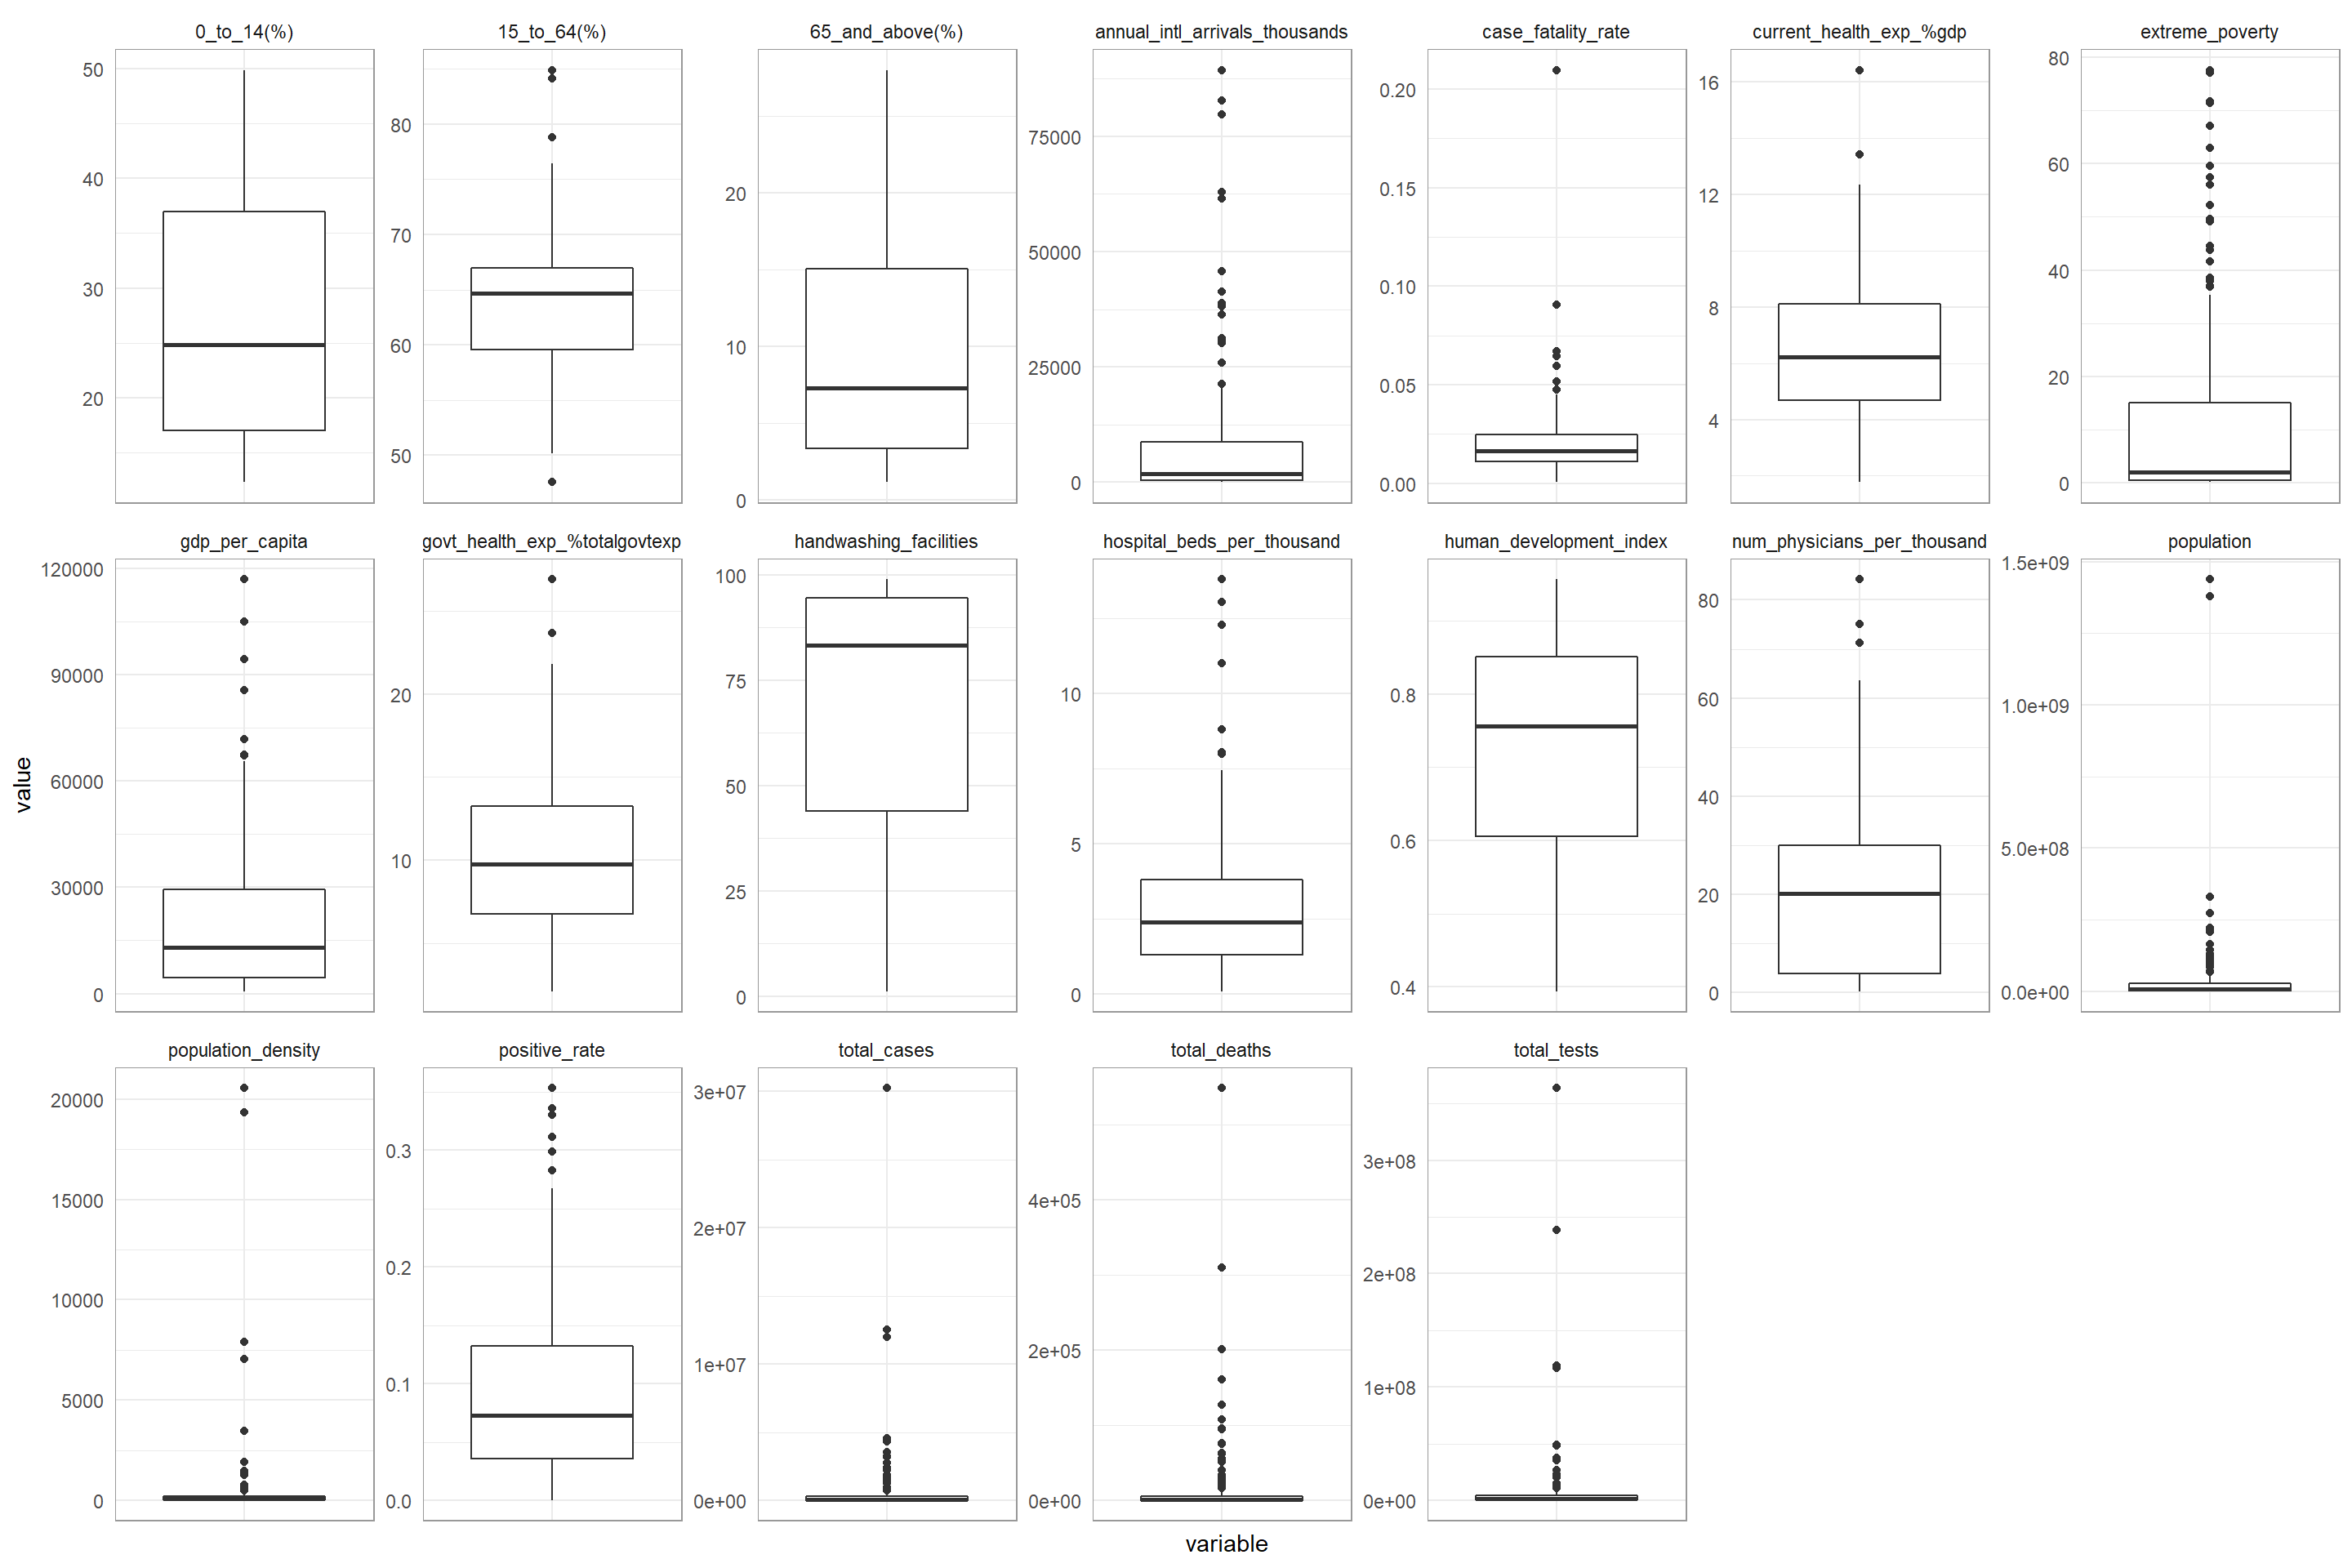 0_to_14(%)
15_to_64(%)
65_and_above(%)
annual_intl_arrivals_thousands
case_fatality_rate
current_health_exp_%gdp
extreme_poverty
50
40
30
20
80
70
60
50
20
10
0
75000
50000
25000
0
0.20
0.15
0.10
0.05
0.00
16
12
8
4
80
60
40
20
0
gdp_per_capita
govt_health_exp_%totalgovtexp
handwashing_facilities
hospital_beds_per_thousand
human_development_index
num_physicians_per_thousand
population
120000
90000
60000
30000
0
20
10
100
75
50
25
0
10
5
0
0.8
0.6
0.4
80
60
40
20
0
1.5e+09
1.0e+09
5.0e+08
0.0e+00
value
population_density
positive_rate
total_cases
total_deaths
total_tests
20000
15000
10000
5000
0
0.3
0.2
0.1
0.0
3e+07
2e+07
1e+07
0e+00
4e+05
2e+05
0e+00
3e+08
2e+08
1e+08
0e+00
variable